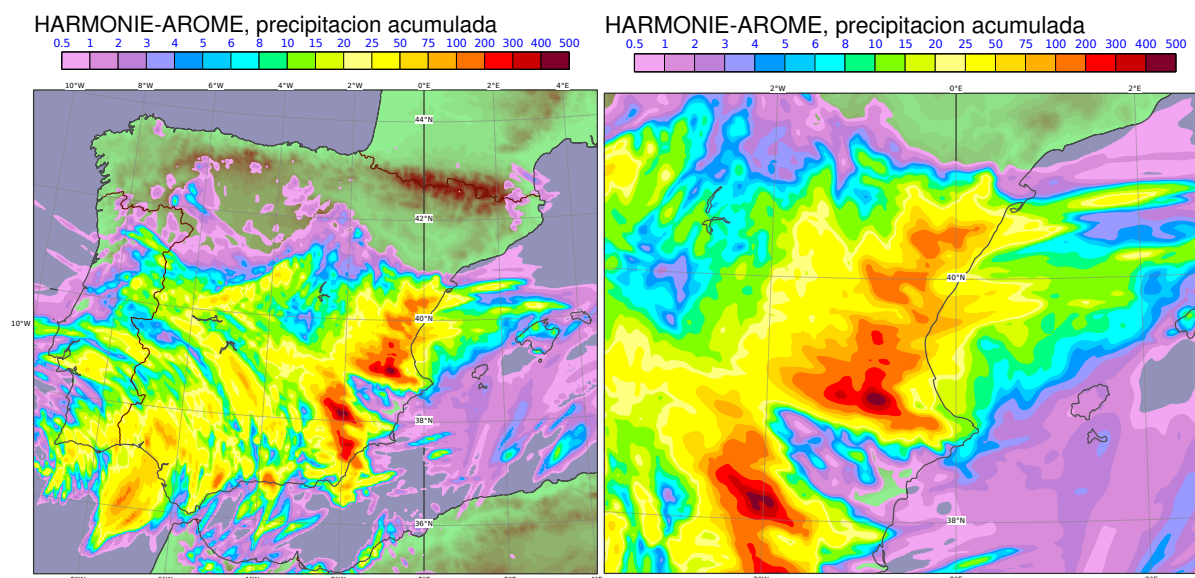 HARMONIE-AROME, precipitacion acumulada
0.5 1 2 3 4 5 6 8 10 15 20 25 50 75 100 200 300 400 500
10°W 8°W 6°W 4°W 2°W 0°E 2°E 4°E
44°N
42°N
40°N
10°W
38°N
36°N
HARMONIE-AROME, precipitacion acumulada
0.5 1 2 3 4 5 6 8 10 15 20 25 50 75 100 200 300 400 500
2°W 0°E 2°E
40°N
38°N